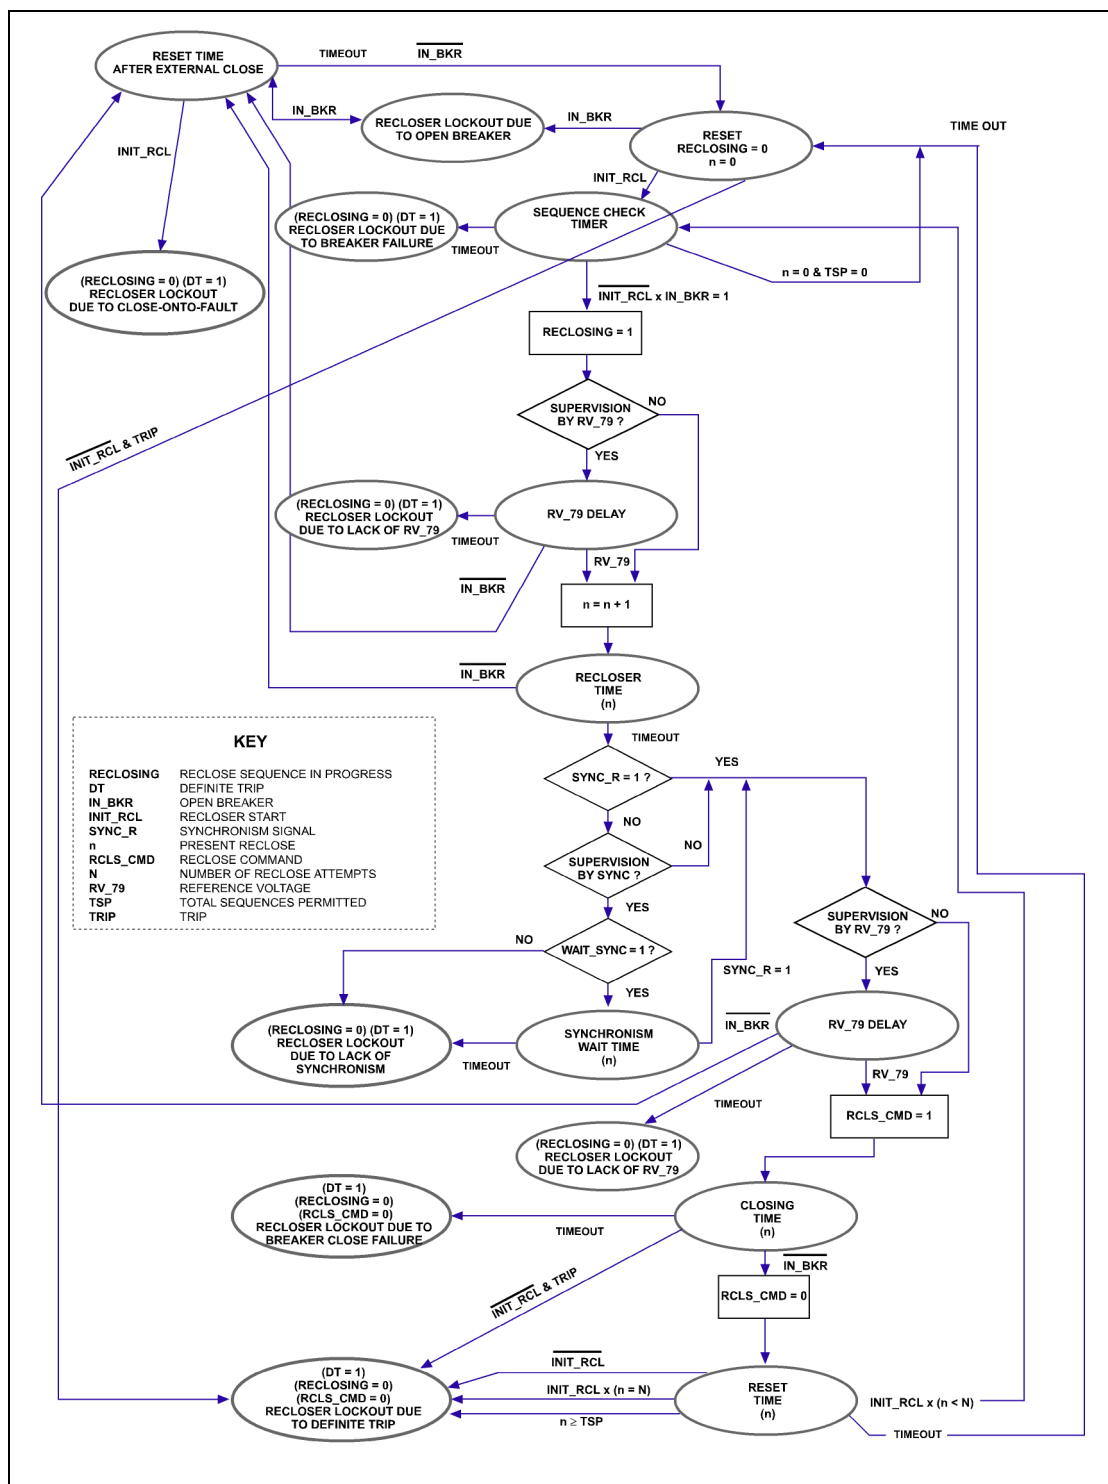 RESET TIME
AFTER EXTERNAL CLOSE
TIMEOUT
IN_BKR
IN_BKR
RECLOSER LOCKOUT DUE
TO OPEN BREAKER
IN_BKR
RESET
RECLOSING = 0
n = 0
TIME OUT
INIT_RCL
INIT_RCL
(RECLOSING = 0) (DT = 1)
RECLOSER LOCKOUT DUE
TO BREAKER FAILURE
TIMEOUT
SEQUENCE CHECK
TIMER
n = 0 & TSP = 0
(RECLOSING = 0) (DT = 1)
RECLOSER LOCKOUT
DUE TO CLOSE-ONTO-FAULT
INIT_RCL x IN_BKR = 1
RECLOSING = 1
SUPERVISION
BY RV_79 ?
NO
YES
INIT_RCL & TRIP
(RECLOSING = 0) (DT = 1)
RECLOSER LOCKOUT
DUE TO LACK OF RV_79
TIMEOUT
RV_79 DELAY
RV_79
IN_BKR
n = n + 1
IN_BKR
RECLOSER
TIME
(n)
TIMEOUT
KEY
RECLOSING RECLOSE SEQUENCE IN PROGRESS
DT DEFINITE TRIP
IN_BKR OPEN BREAKER
INIT_RCL RECLOSER START
SYNC_R SYNCHRONISM SIGNAL
n PRESENT RECLOSE
RCLS_CMD RECLOSE COMMAND
N NUMBER OF RECLOSE ATTEMPTS
RV_79 REFERENCE VOLTAGE
TSP TOTAL SEQUENCES PERMITTED
TRIP TRIP
SYNC_R = 1 ?
YES
NO
SUPERVISION
BY SYNC ?
NO
YES
WAIT_SYNC = 1 ?
NO
YES
SYNC_R = 1
SUPERVISION
BY RV_79 ?
NO
YES
(RECLOSING = 0) (DT = 1)
RECLOSER LOCKOUT
DUE TO LACK OF
SYNCHRONISM
TIMEOUT
SYNCHRONISM
WAIT TIME
(n)
IN_BKR
RV_79 DELAY
RV_79
TIMEOUT
RCLS_CMD = 1
(RECLOSING = 0) (DT = 1)
RECLOSER LOCKOUT
DUE TO LACK OF RV_79
(DT = 1)
(RECLOSING = 0)
(RCLS_CMD = 0)
RECLOSER LOCKOUT DUE TO
BREAKER CLOSE FAILURE
TIMEOUT
CLOSING
TIME
(n)
IN_BKR
INIT_RCL & TRIP
RCLS_CMD = 0
(DT = 1)
(RECLOSING = 0)
(RCLS_CMD = 0)
RECLOSER LOCKOUT DUE
TO DEFINITE TRIP
INIT_RCL
INIT_RCL x (n = N)
n ≥ TSP
RESET
TIME
(n)
INIT_RCL x (n < N)
TIMEOUT